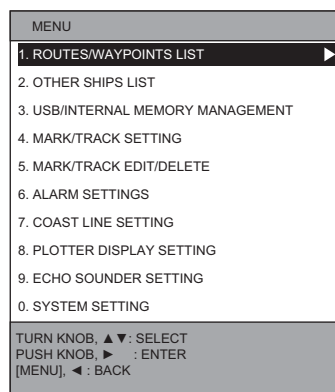 MENU
1. ROUTES/WAYPOINTS LIST
2. OTHER SHIPS LIST
3. USB/INTERNAL MEMORY MANAGEMENT
4. MARK/TRACK SETTING
5. MARK/TRACK EDIT/DELETE
6. ALARM SETTINGS
7. COAST LINE SETTING
8. PLOTTER DISPLAY SETTING
9. ECHO SOUNDER SETTING
0. SYSTEM SETTING
TURN KNOB, ▲▼: SELECT
PUSH KNOB, ► : ENTER
[MENU], ◄ : BACK